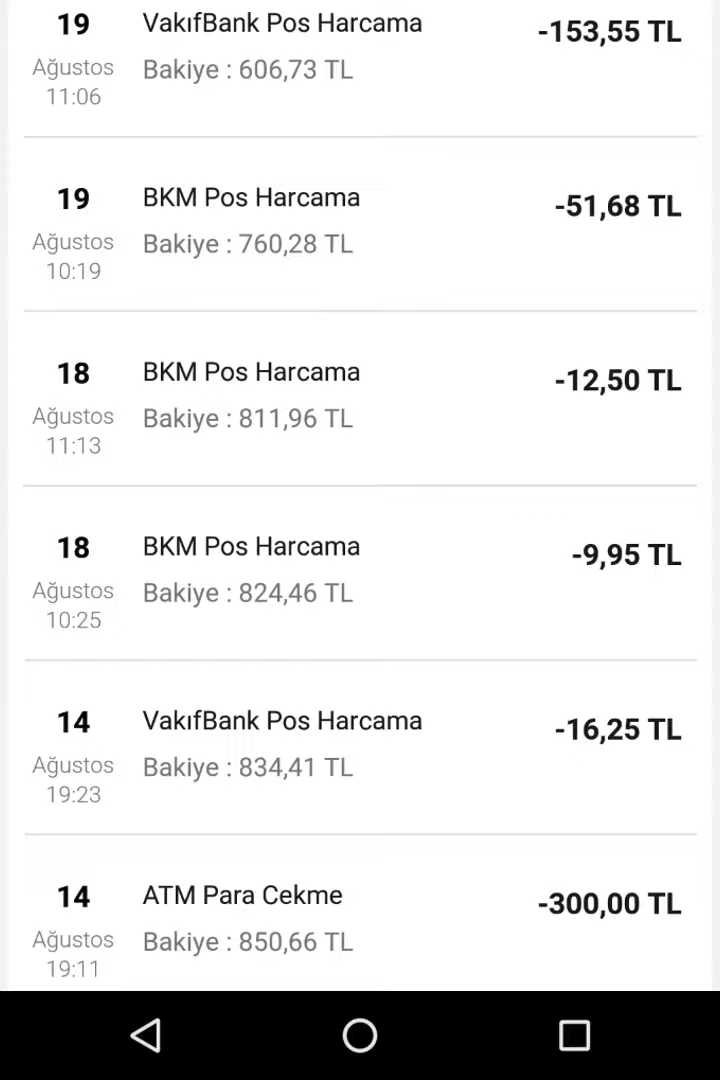 19 VakıfBank Pos Harcama -153,55 TL
Ağustos Bakiye : 606,73 TL
11:06
19 BKM Pos Harcama -51,68 TL
Ağustos Bakiye : 760,28 TL
10:19
18 BKM Pos Harcama -12,50 TL
Ağustos Bakiye : 811,96 TL
11:13
18 BKM Pos Harcama -9,95 TL
Ağustos Bakiye : 824,46 TL
10:25
14 VakıfBank Pos Harcama -16,25 TL
Ağustos Bakiye : 834,41 TL
19:23
14 ATM Para Cekme -300,00 TL
Ağustos Bakiye : 850,66 TL
19:11